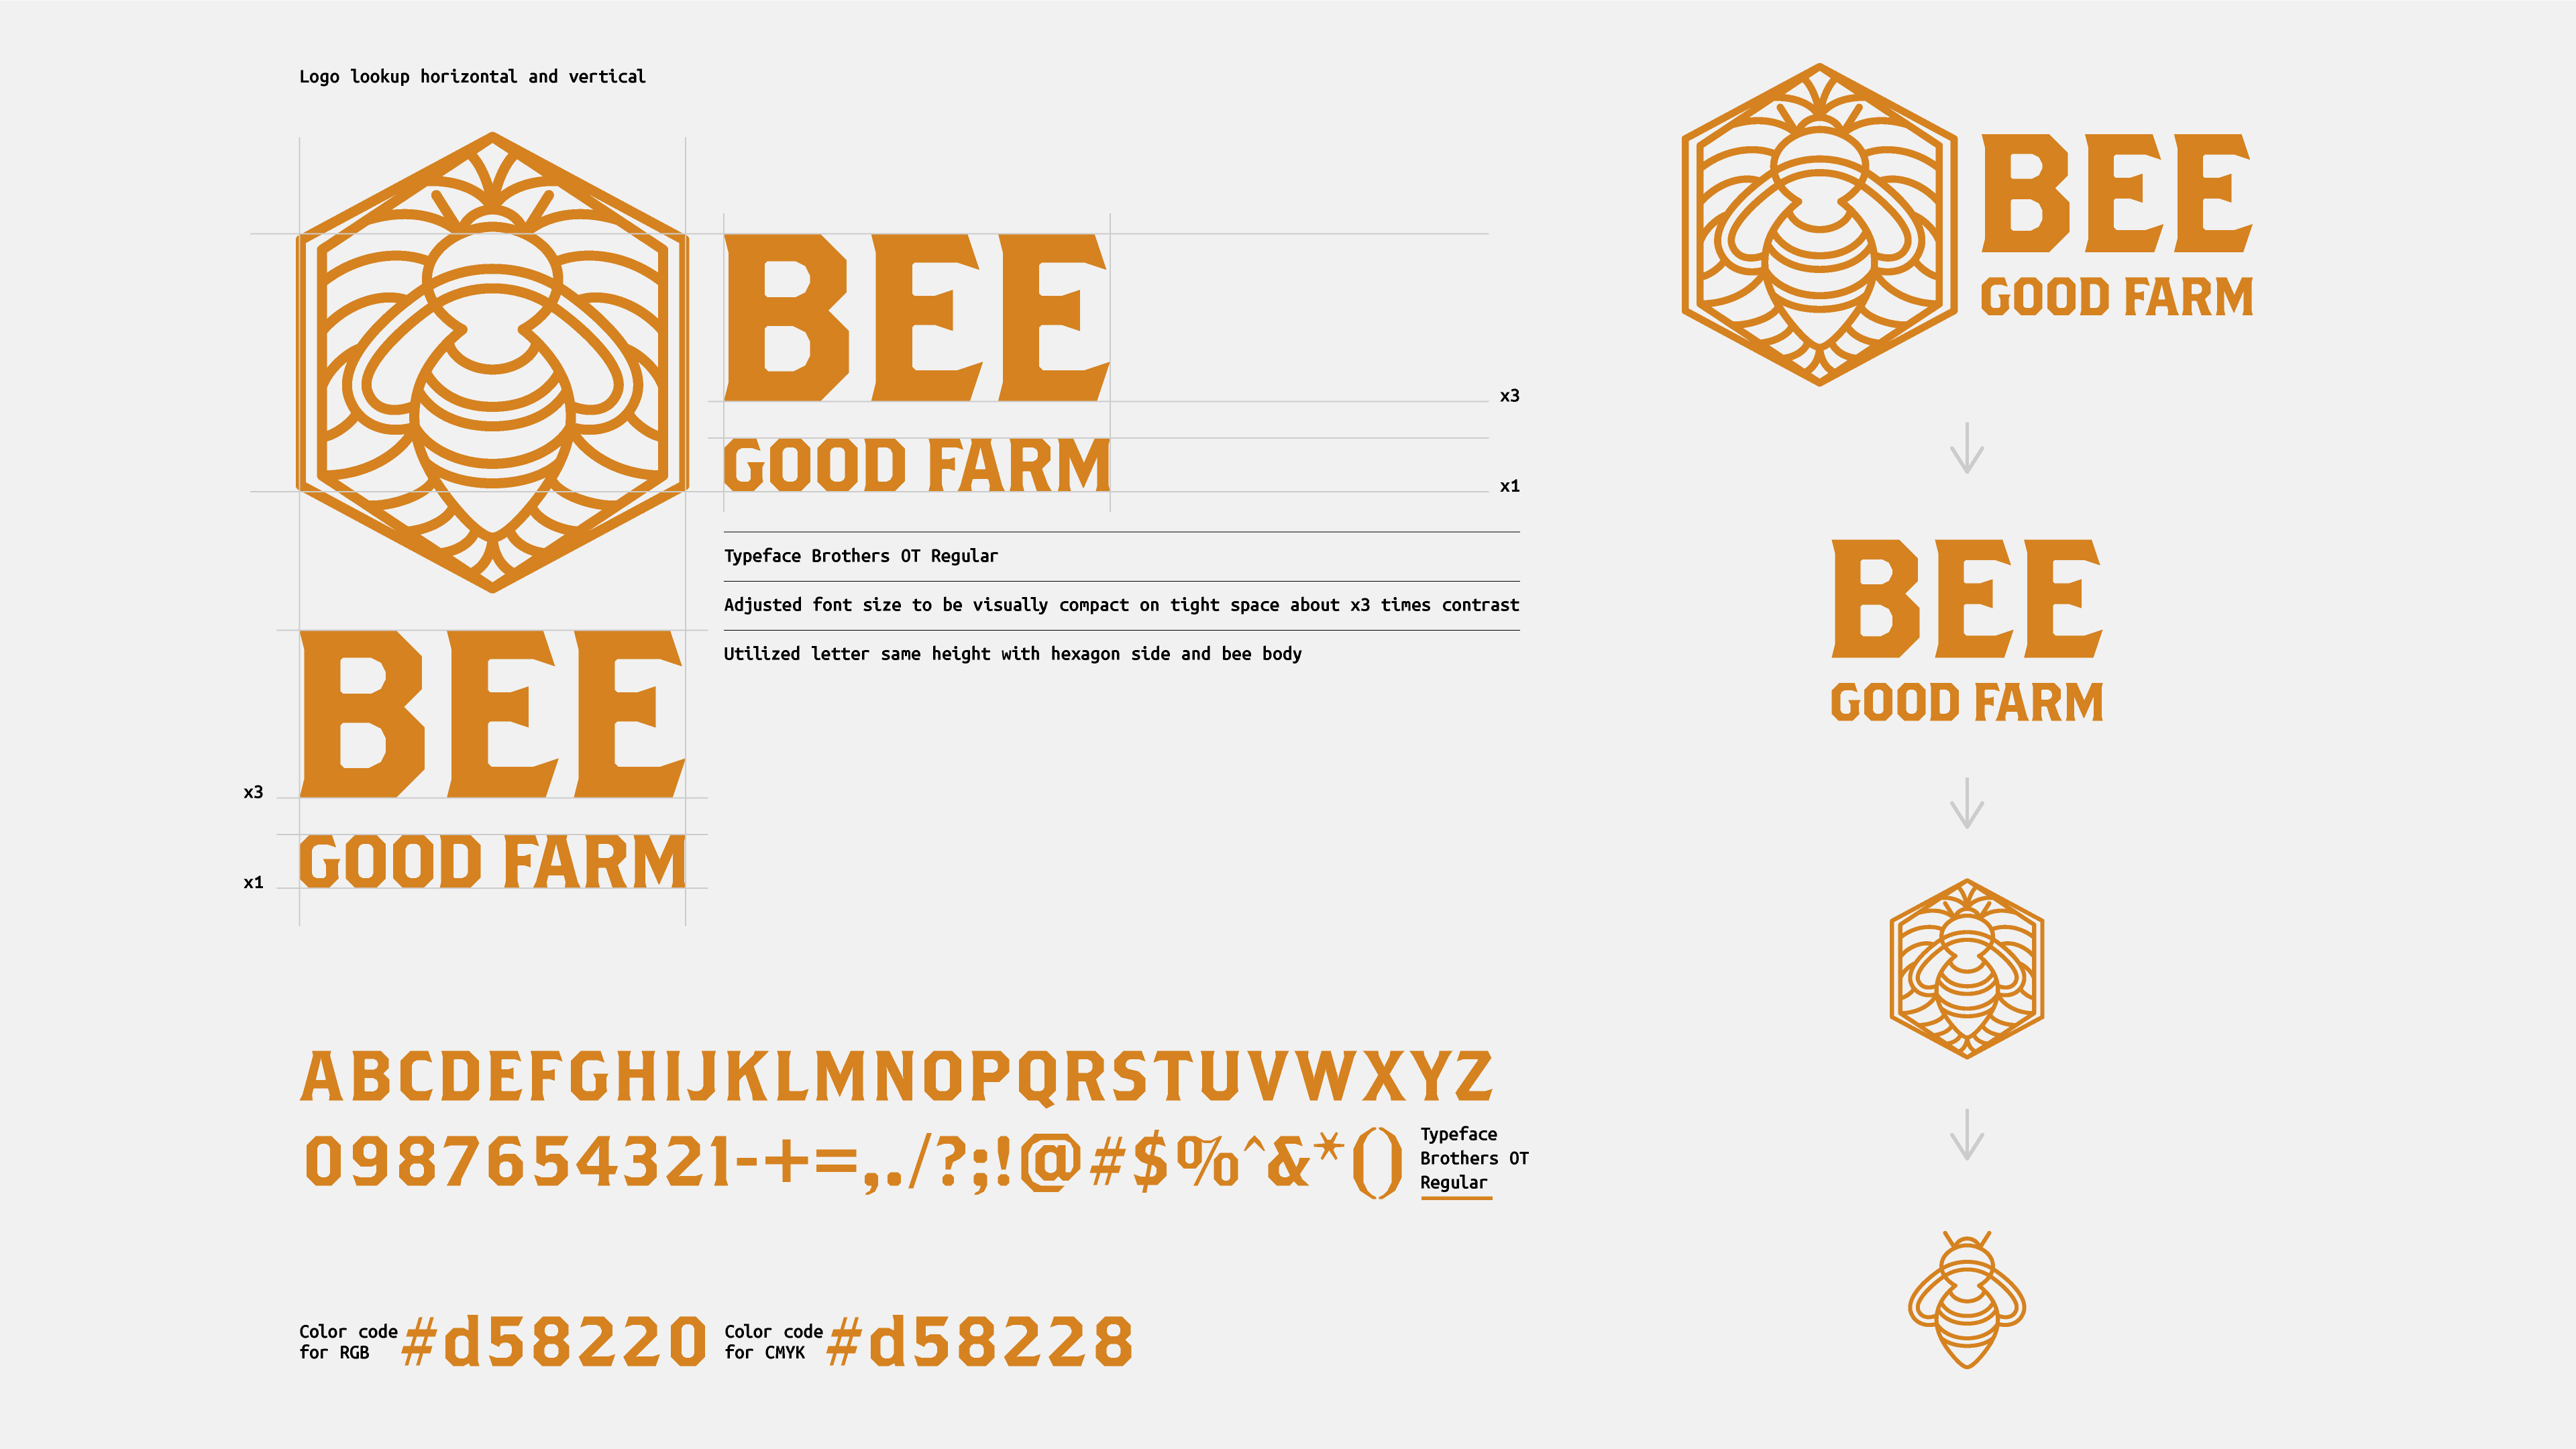 Logo lookup horizontal and vertical
BEE
GOOD FARM
x3
x1
Typeface Brothers OT Regular
Adjusted font size to be visually compact on tight space about x3 times contrast
Utilized letter same height with hexagon side and bee body
BEE
GOOD FARM
x3
x1
ABCDEFGHIJKLMNOPQRSTUVWXYZ
0987654321-+=,./?;!@#$%^&*()
Typeface
Brothers OT
Regular
Color code
for RGB
#d58220
Color code
for CMYK
#d58228
BEE
GOOD FARM
BEE
GOOD FARM